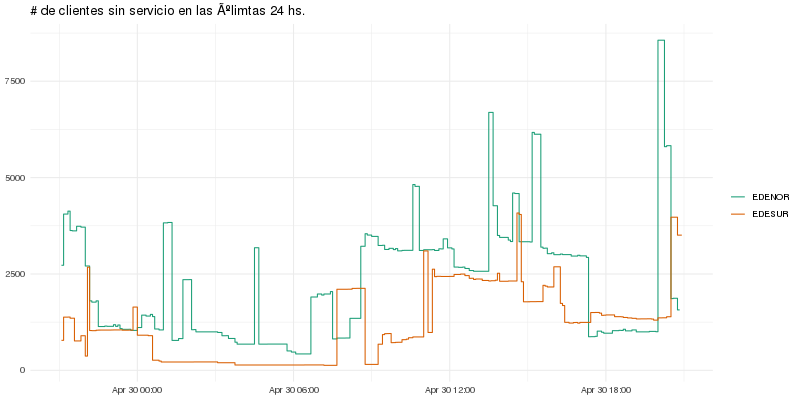 # de clientes sin servicio en las Ãºlimtas 24 hs.
7500
5000
2500
0
Apr 30 00:00
Apr 30 06:00
Apr 30 12:00
Apr 30 18:00
EDENOR
EDESUR